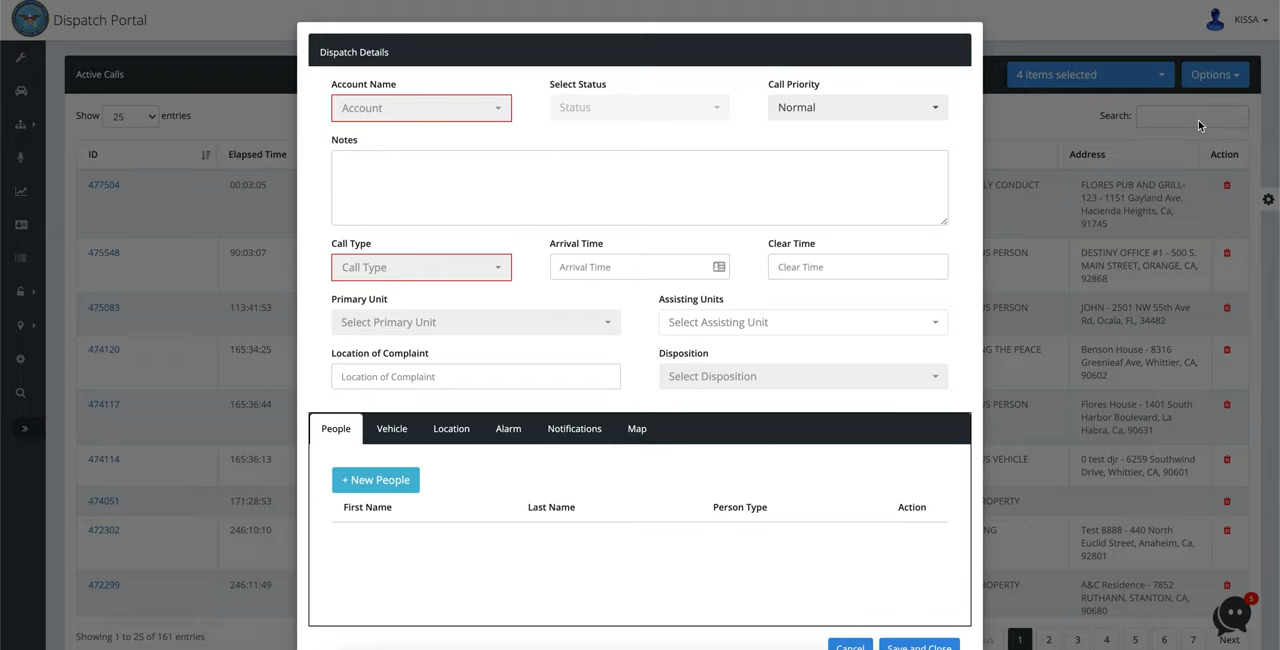 Dispatch Portal
KISSA
Active Calls
4 items selected
Options
Show 25 entries
Search:
ID
Elapsed Time
Address
Action
477504
00:03:05
LY CONDUCT
FLORES PUB AND GRILL-
123 - 1151 Gayland Ave,
Hacienda Heights, Ca,
91745
475548
90:03:07
US PERSON
DESTINY OFFICE #1 - 500 S.
MAIN STREET, ORANGE, CA,
92868
475083
113:41:53
US PERSON
JOHN - 2501 NW 55th Ave
Rd, Ocala, FL, 34482
474120
165:34:25
NG THE PEACE
Benson House - 8316
Greenleaf Ave, Whittier, CA,
90602
474117
165:36:44
US PERSON
Flores House - 1401 South
Harbor Boulevard, La
Habra, Ca, 90631
474114
165:36:13
US VEHICLE
0 test djr - 6259 Southwind
Drive, Whittier, CA, 90601
474051
171:28:53
ROPERTY
472302
246:10:10
NG
Test 8888 - 440 North
Euclid Street, Anaheim, Ca,
92801
472299
246:11:49
ROPERTY
A&C Residence - 7852
RUTHANN, STANTON, CA,
90680
Showing 1 to 25 of 161 entries
us 1 2 3 4 5 6 7 Next
5
Dispatch Details
Account Name
Select Status
Call Priority
Account
Status
Normal
Notes
Call Type
Arrival Time
Clear Time
Call Type
Arrival Time
Clear Time
Primary Unit
Assisting Units
Select Primary Unit
Select Assisting Unit
Location of Complaint
Disposition
Location of Complaint
Select Disposition
People
Vehicle
Location
Alarm
Notifications
Map
+ New People
First Name
Last Name
Person Type
Action
Cancel
Save and Close